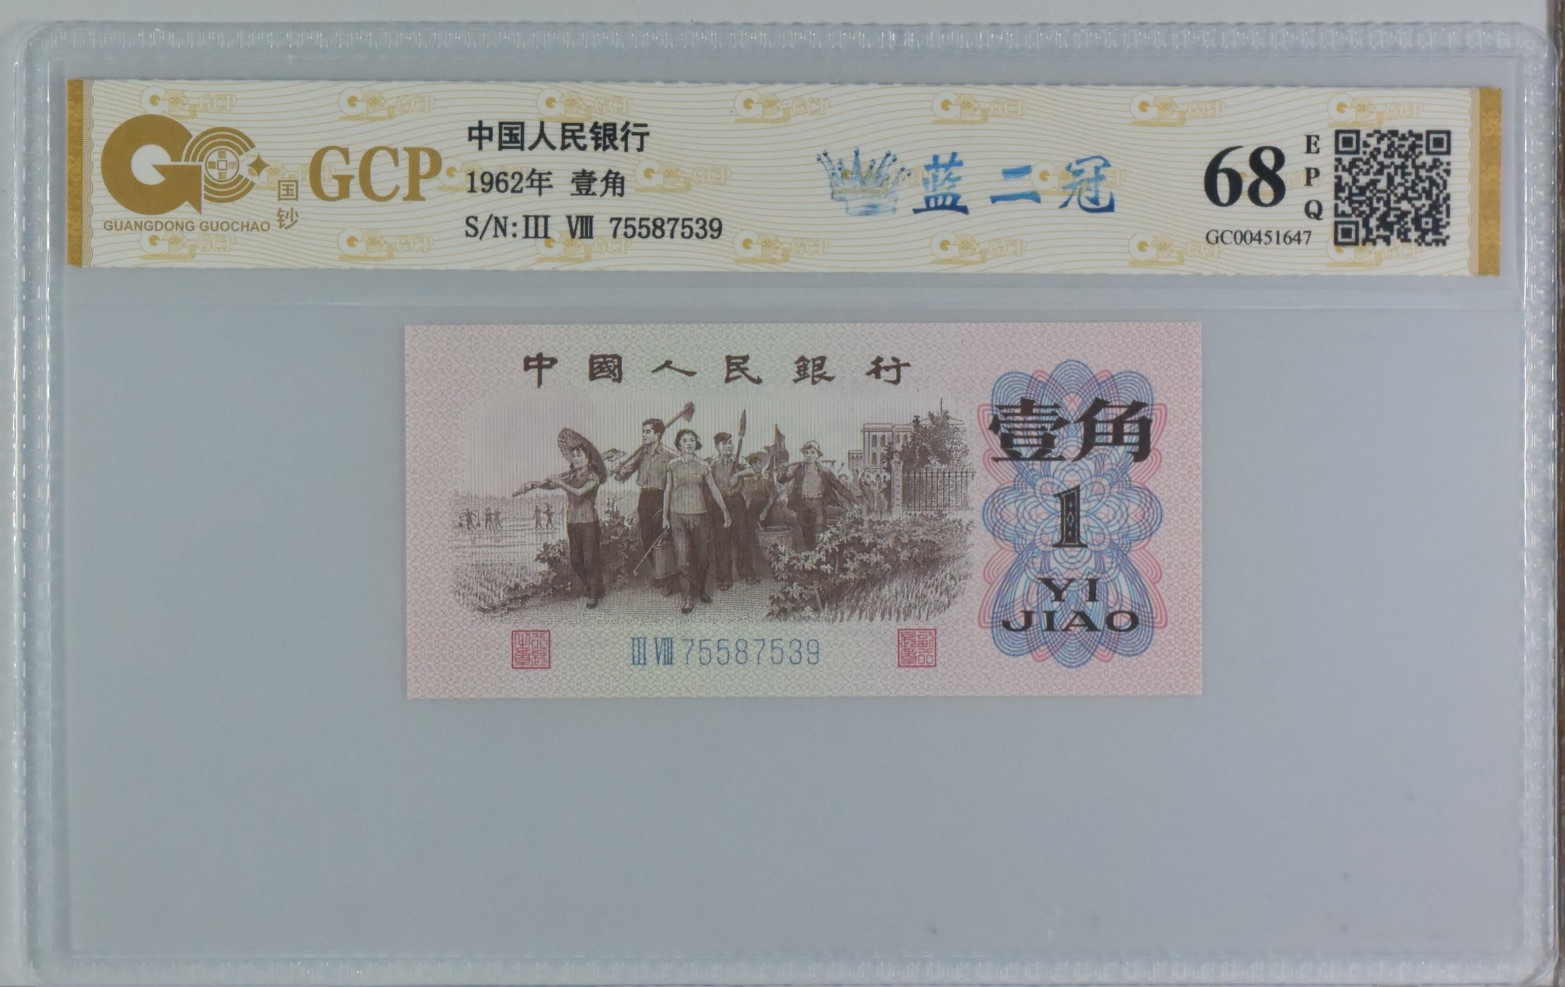 中国人民银行
1962年 壹角
S/N:III VIII 75587539
GCP
国钞
GUANGDONG GUOCHAO
蓝二冠
68
EPQ
GC00451647
中國人民銀行
壹角
1
YI
JIAO
III VIII 75587539